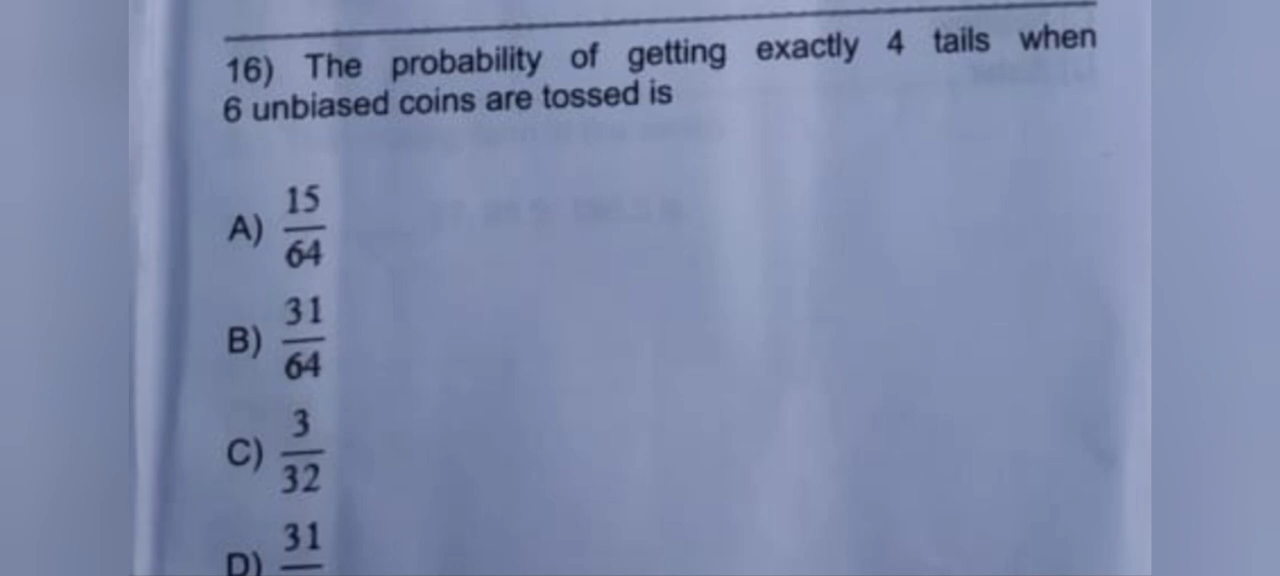 16) The probability of getting exactly 4 tails when
6 unbiased coins are tossed is
A) 15/64
B) 31/64
C) 3/32
D) 31